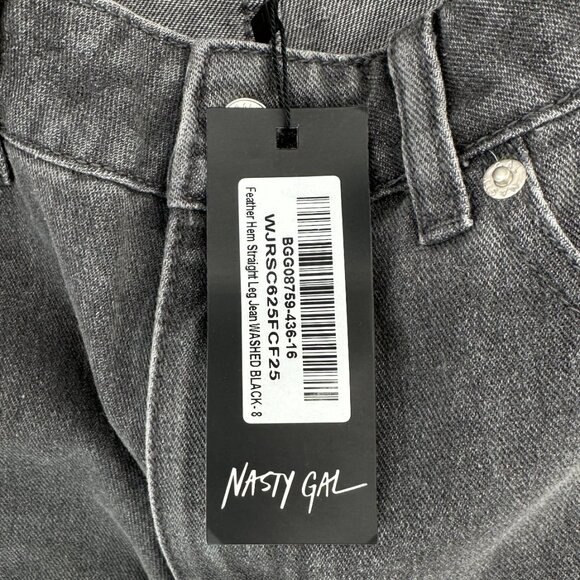 BGG08759-436-16
WJRSC625FCF25
Feather Hem Straight Leg Jean WASHED BLACK - 8
NASTY GAL